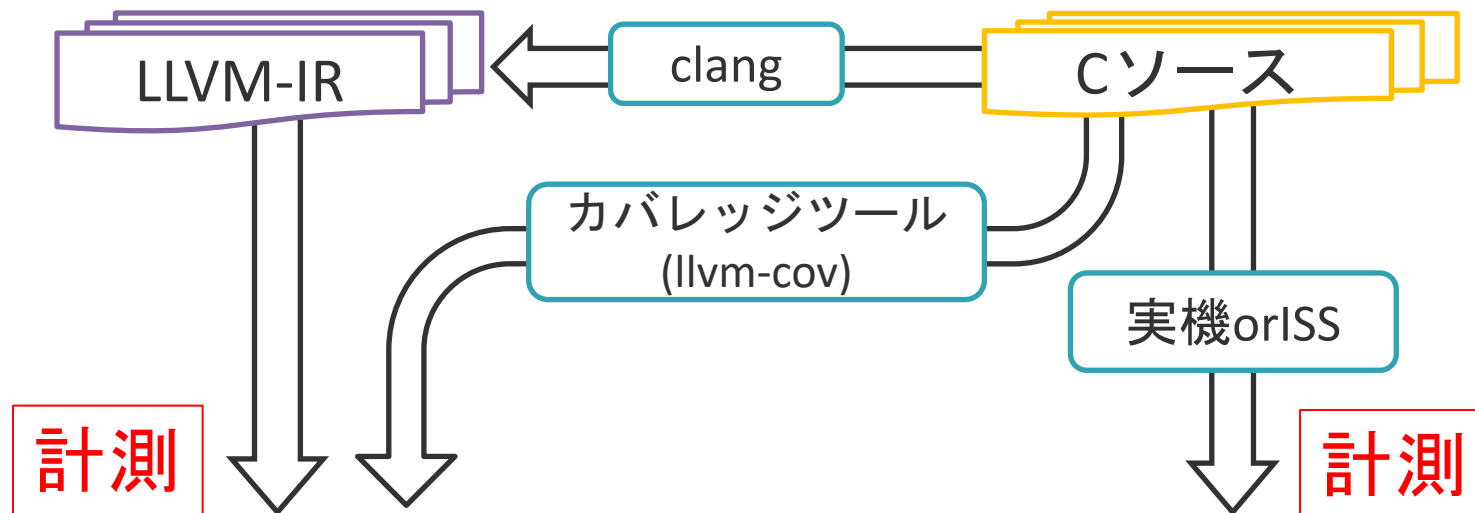 LLVM-IR
clang
Cソース
カバレッジツール
(llvm-cov)
実機orISS
計測
計測